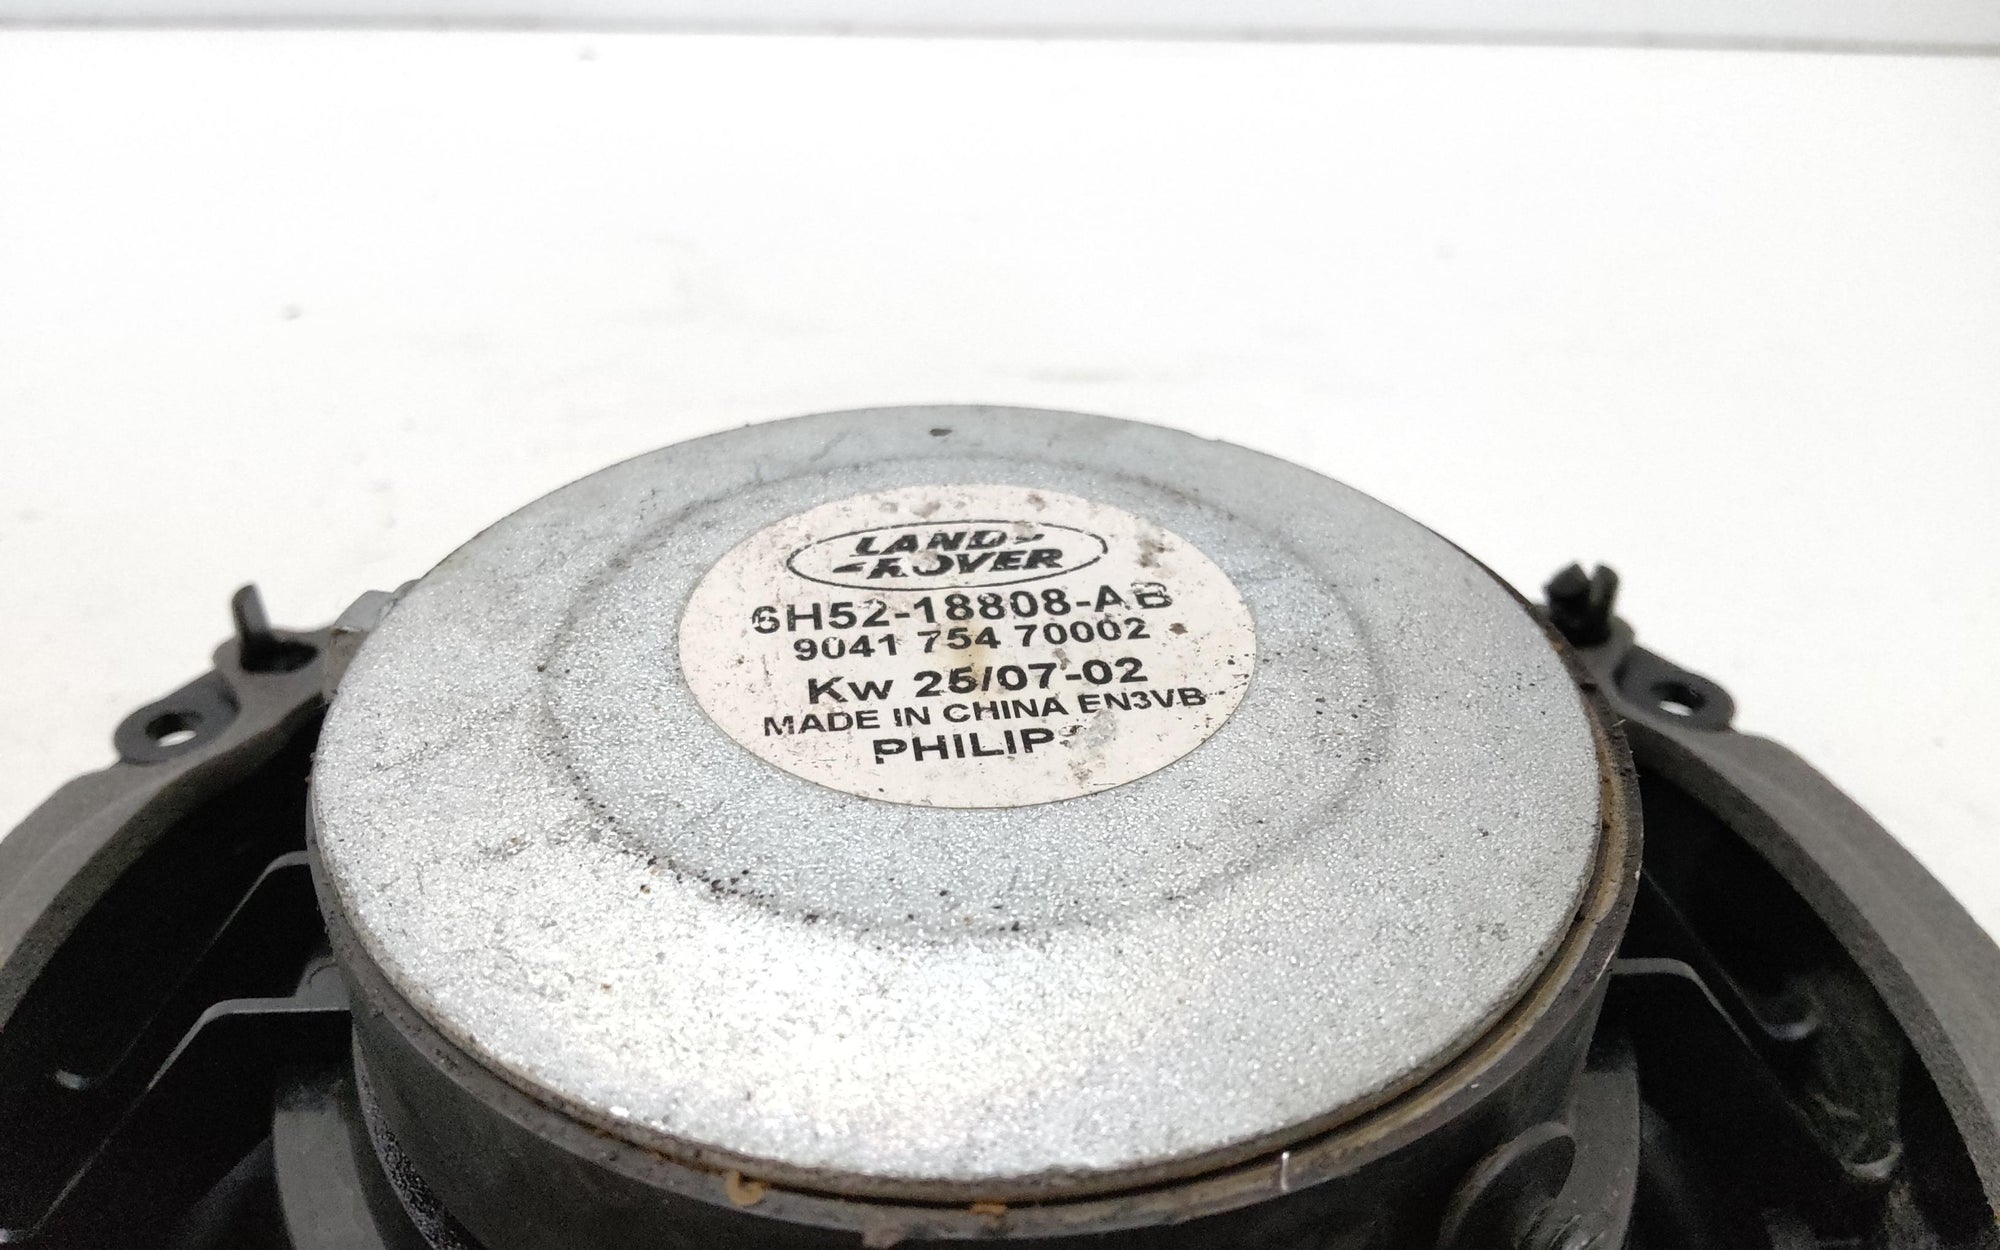 LAND-
-ROVER
6H52-18808-AB
9041 754 70002
Kw 25/07-02
MADE IN CHINA EN3VB
PHILIP